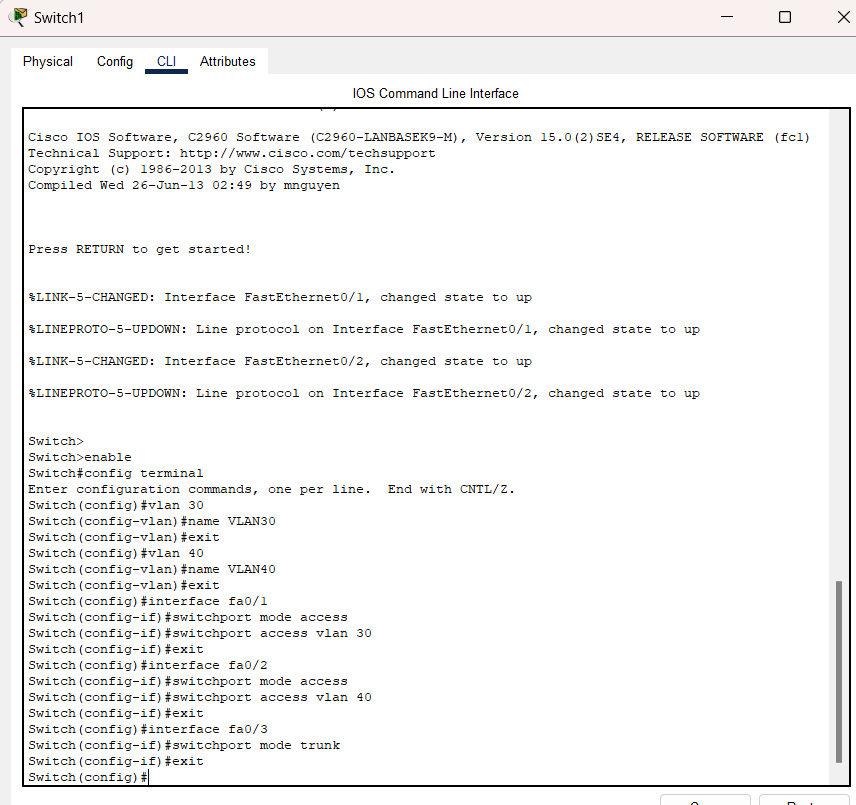 Switch1
Physical Config CLI Attributes
IOS Command Line Interface
Cisco IOS Software, C2960 Software (C2960-LANBASEK9-M), Version 15.0(2)SE4, RELEASE SOFTWARE (fc1)
Technical Support: http://www.cisco.com/techsupport
Copyright (c) 1986-2013 by Cisco Systems, Inc.
Compiled Wed 26-Jun-13 02:49 by mnguyen
Press RETURN to get started!
%LINK-5-CHANGED: Interface FastEthernet0/1, changed state to up
%LINEPROTO-5-UPDOWN: Line protocol on Interface FastEthernet0/1, changed state to up
%LINK-5-CHANGED: Interface FastEthernet0/2, changed state to up
%LINEPROTO-5-UPDOWN: Line protocol on Interface FastEthernet0/2, changed state to up
Switch>
Switch>enable
Switch#config terminal
Enter configuration commands, one per line.  End with CNTL/Z.
Switch(config)#vlan 30
Switch(config-vlan)#name VLAN30
Switch(config-vlan)#exit
Switch(config)#vlan 40
Switch(config-vlan)#name VLAN40
Switch(config-vlan)#exit
Switch(config)#interface fa0/1
Switch(config-if)#switchport mode access
Switch(config-if)#switchport access vlan 30
Switch(config-if)#exit
Switch(config)#interface fa0/2
Switch(config-if)#switchport mode access
Switch(config-if)#switchport access vlan 40
Switch(config-if)#exit
Switch(config)#interface fa0/3
Switch(config-if)#switchport mode trunk
Switch(config-if)#exit
Switch(config)#